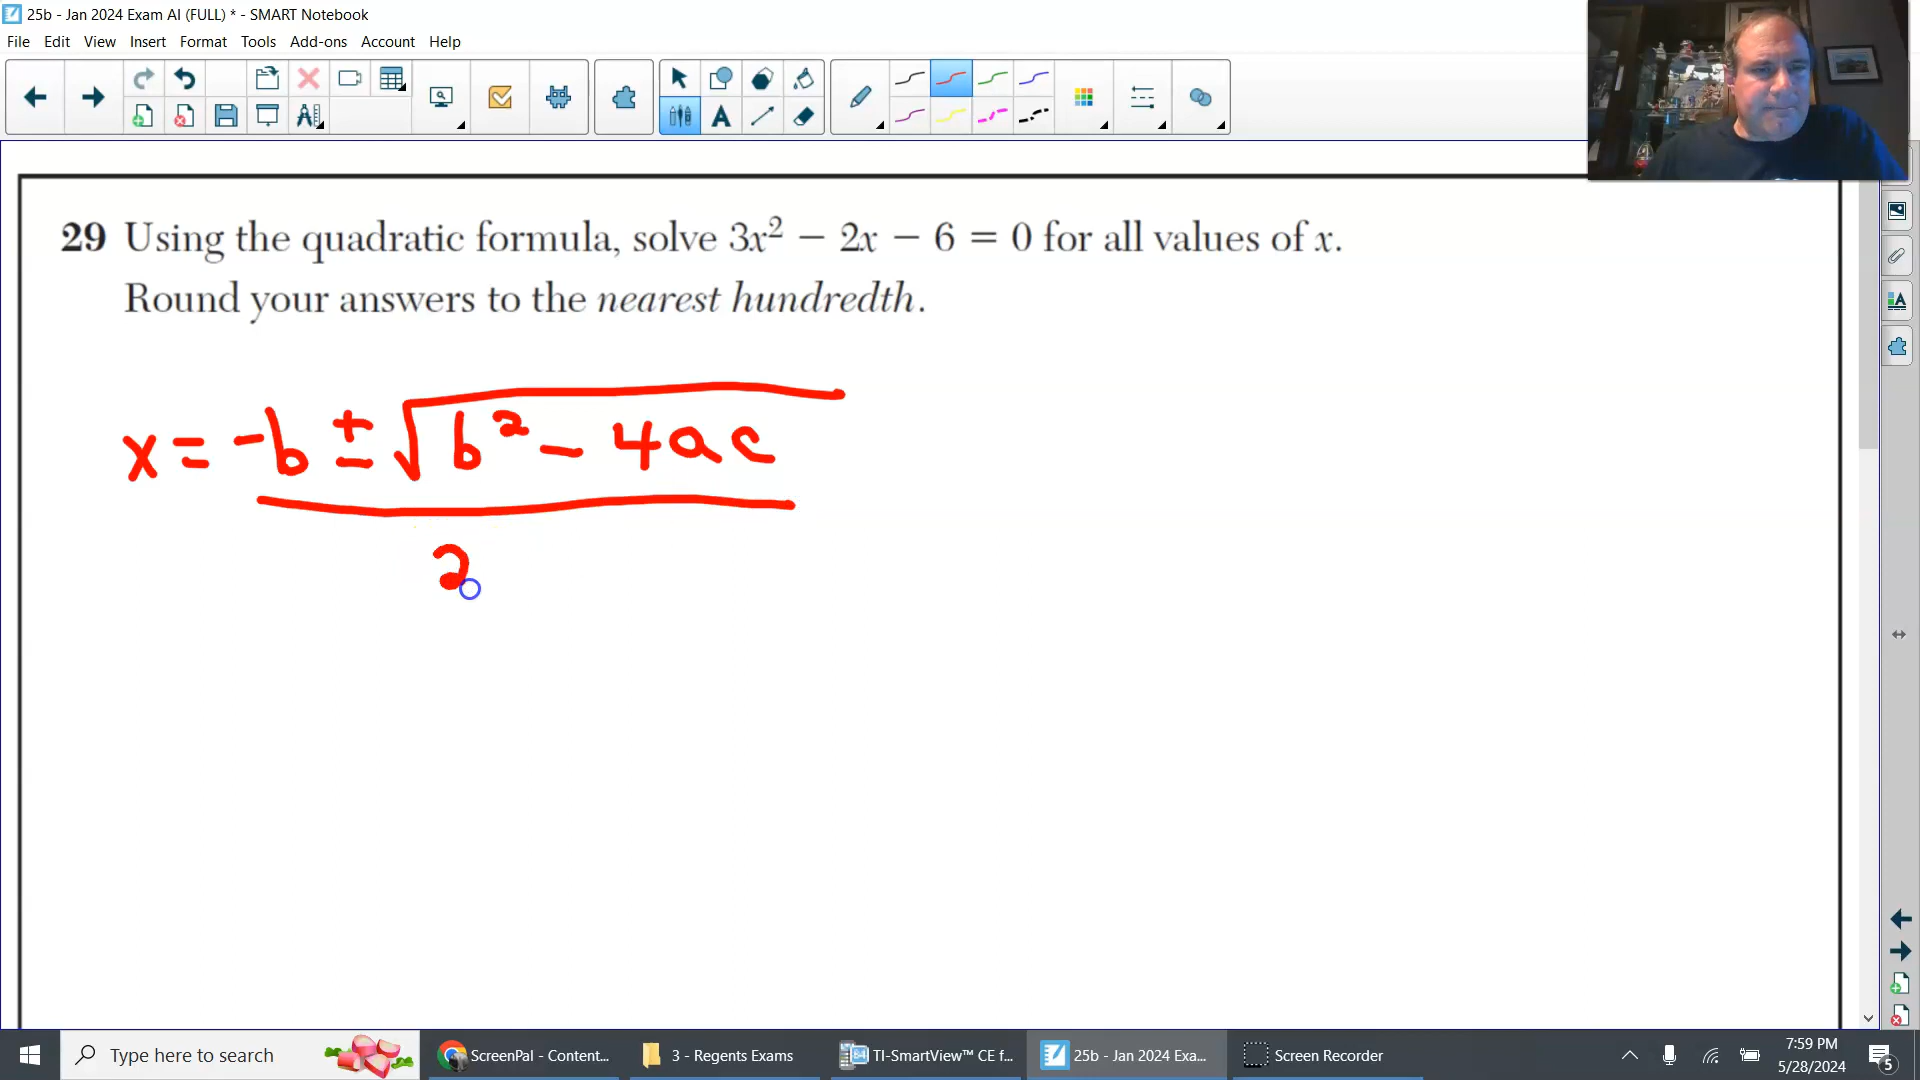 25b - Jan 2024 Exam AI (FULL) * - SMART Notebook
File Edit View Insert Format Tools Add-ons Account Help
29 Using the quadratic formula, solve 3x² − 2x − 6 = 0 for all values of x.
Round your answers to the nearest hundredth.
x = -b ± √b² - 4ac
2
Type here to search
ScreenPal - Content...
3 - Regents Exams
TI-SmartView™ CE f...
25b - Jan 2024 Exa...
Screen Recorder
7:59 PM
5/28/2024
5